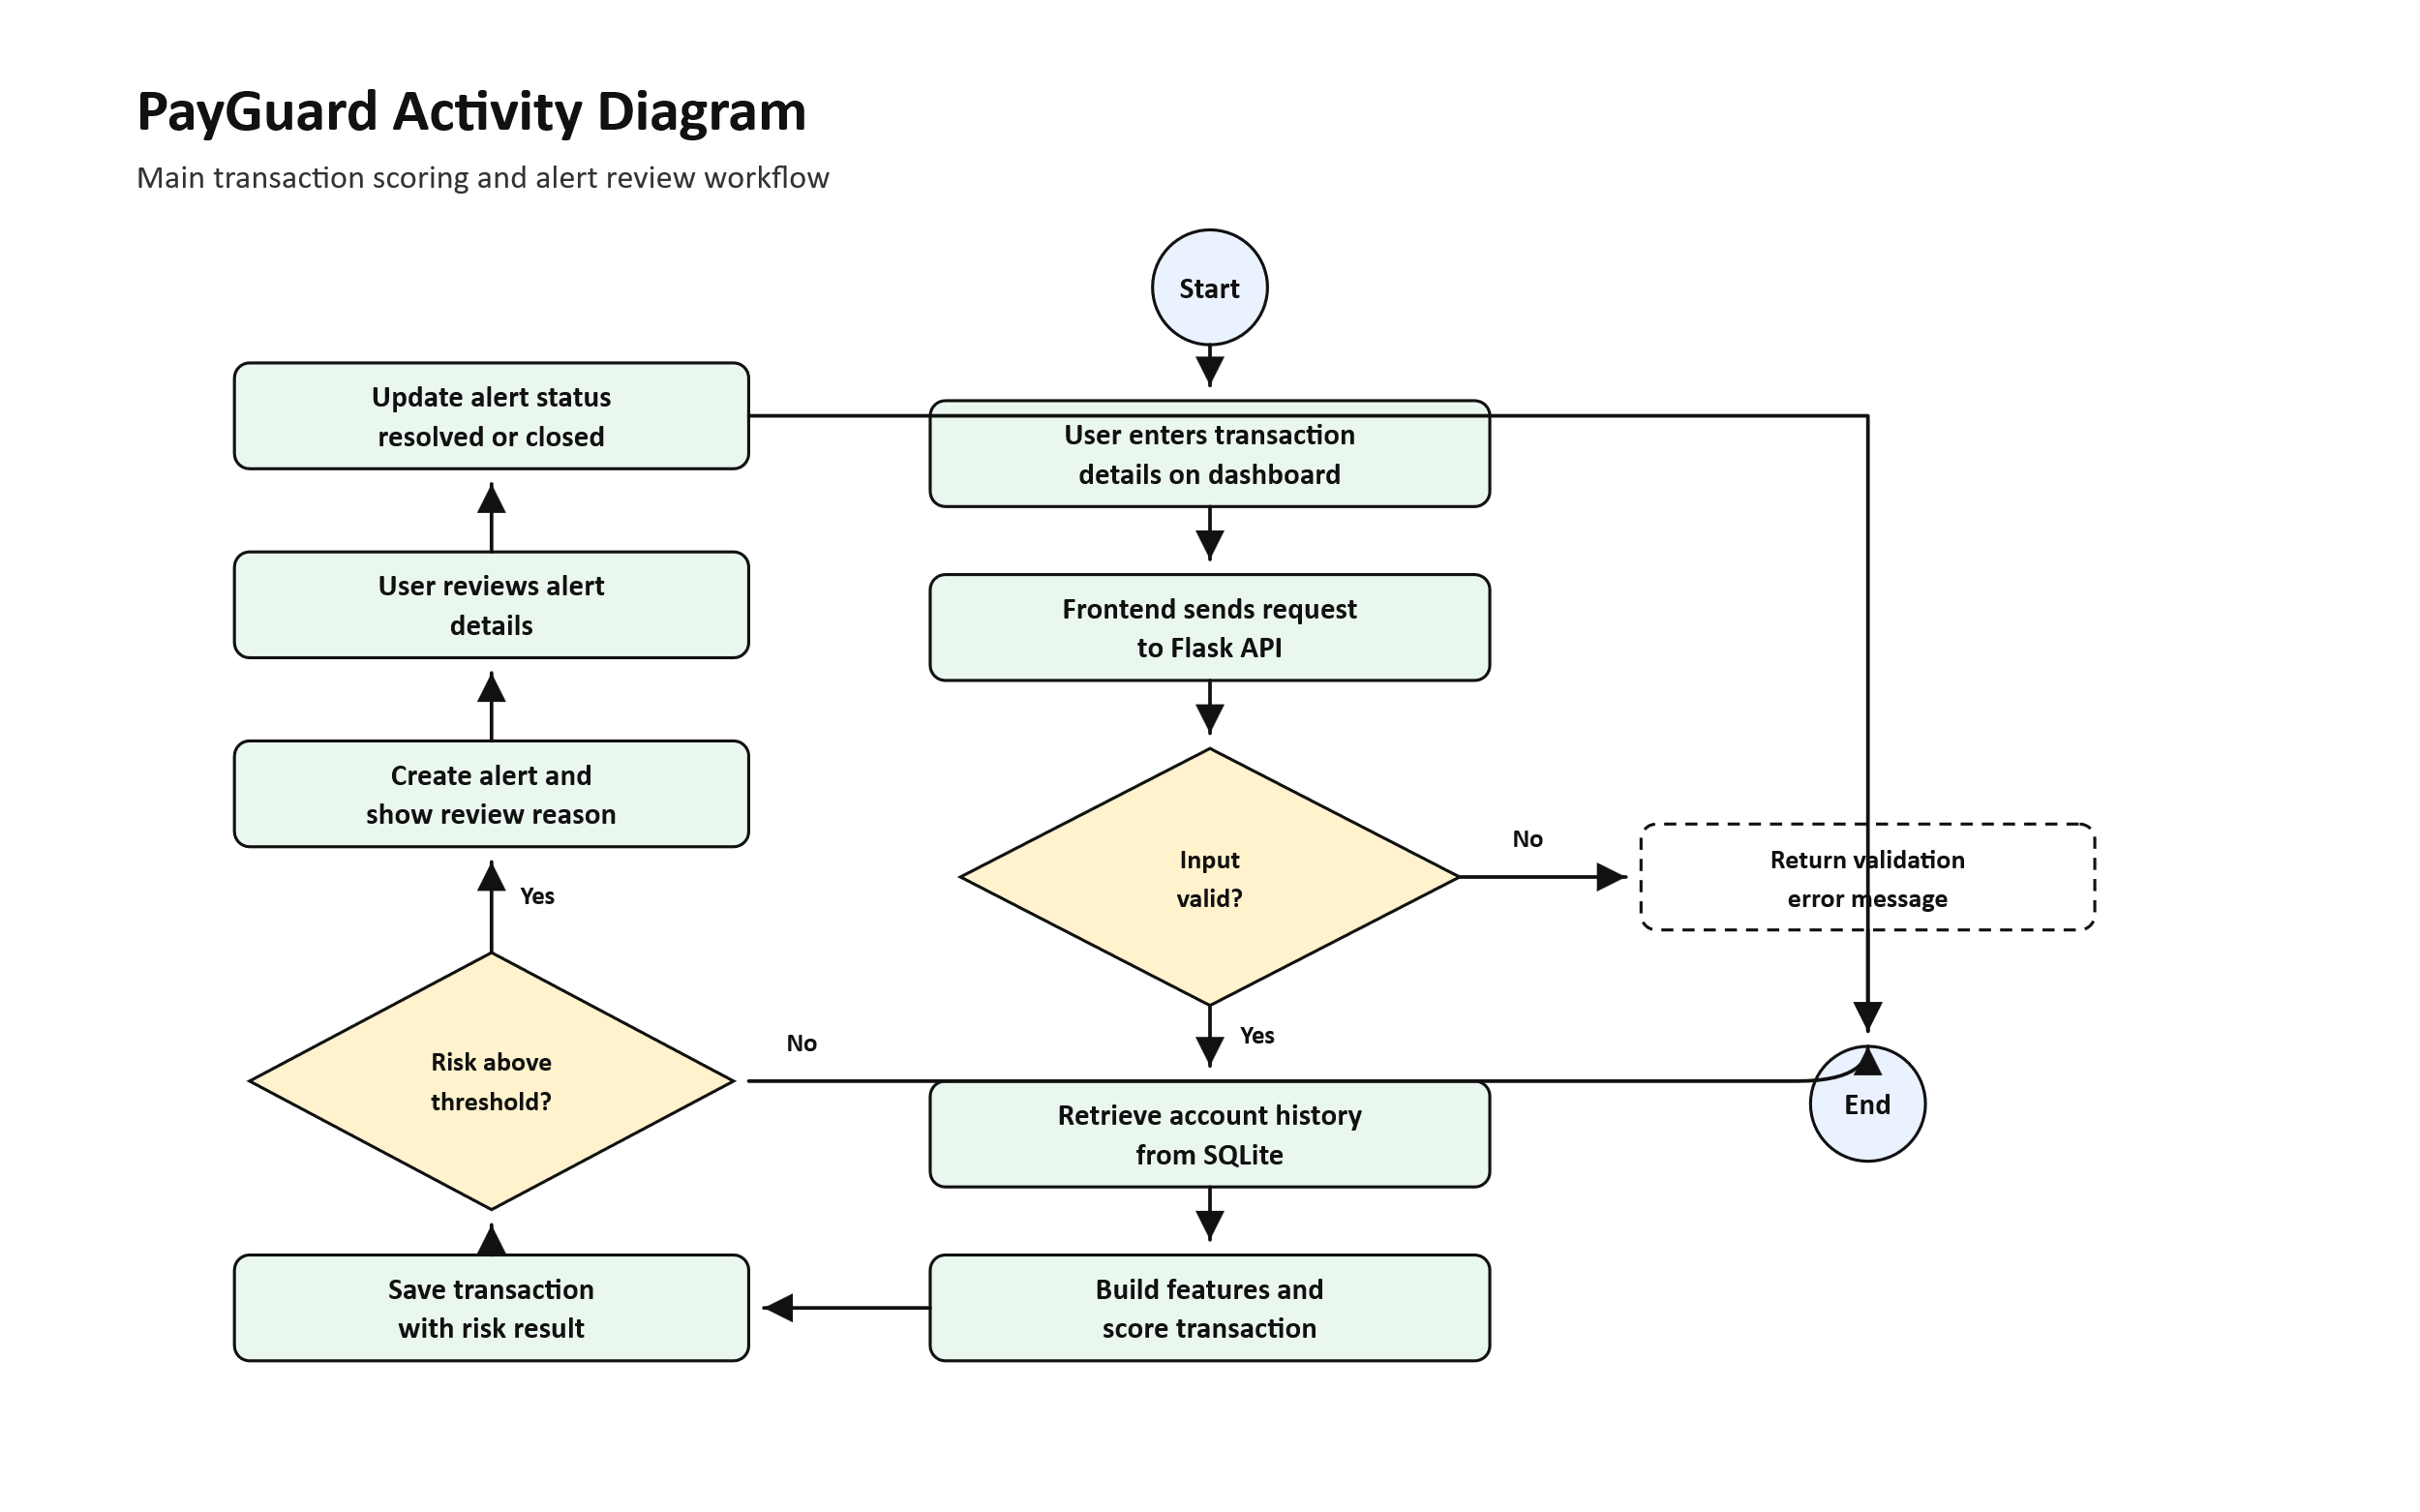 PayGuard Activity Diagram
Main transaction scoring and alert review workflow
Start
User enters transaction
details on dashboard
Frontend sends request
to Flask API
Input
valid?
No
Return validation
error message
Yes
Retrieve account history
from SQLite
Build features and
score transaction
Save transaction
with risk result
Risk above
threshold?
No
Yes
Create alert and
show review reason
User reviews alert
details
Update alert status
resolved or closed
End